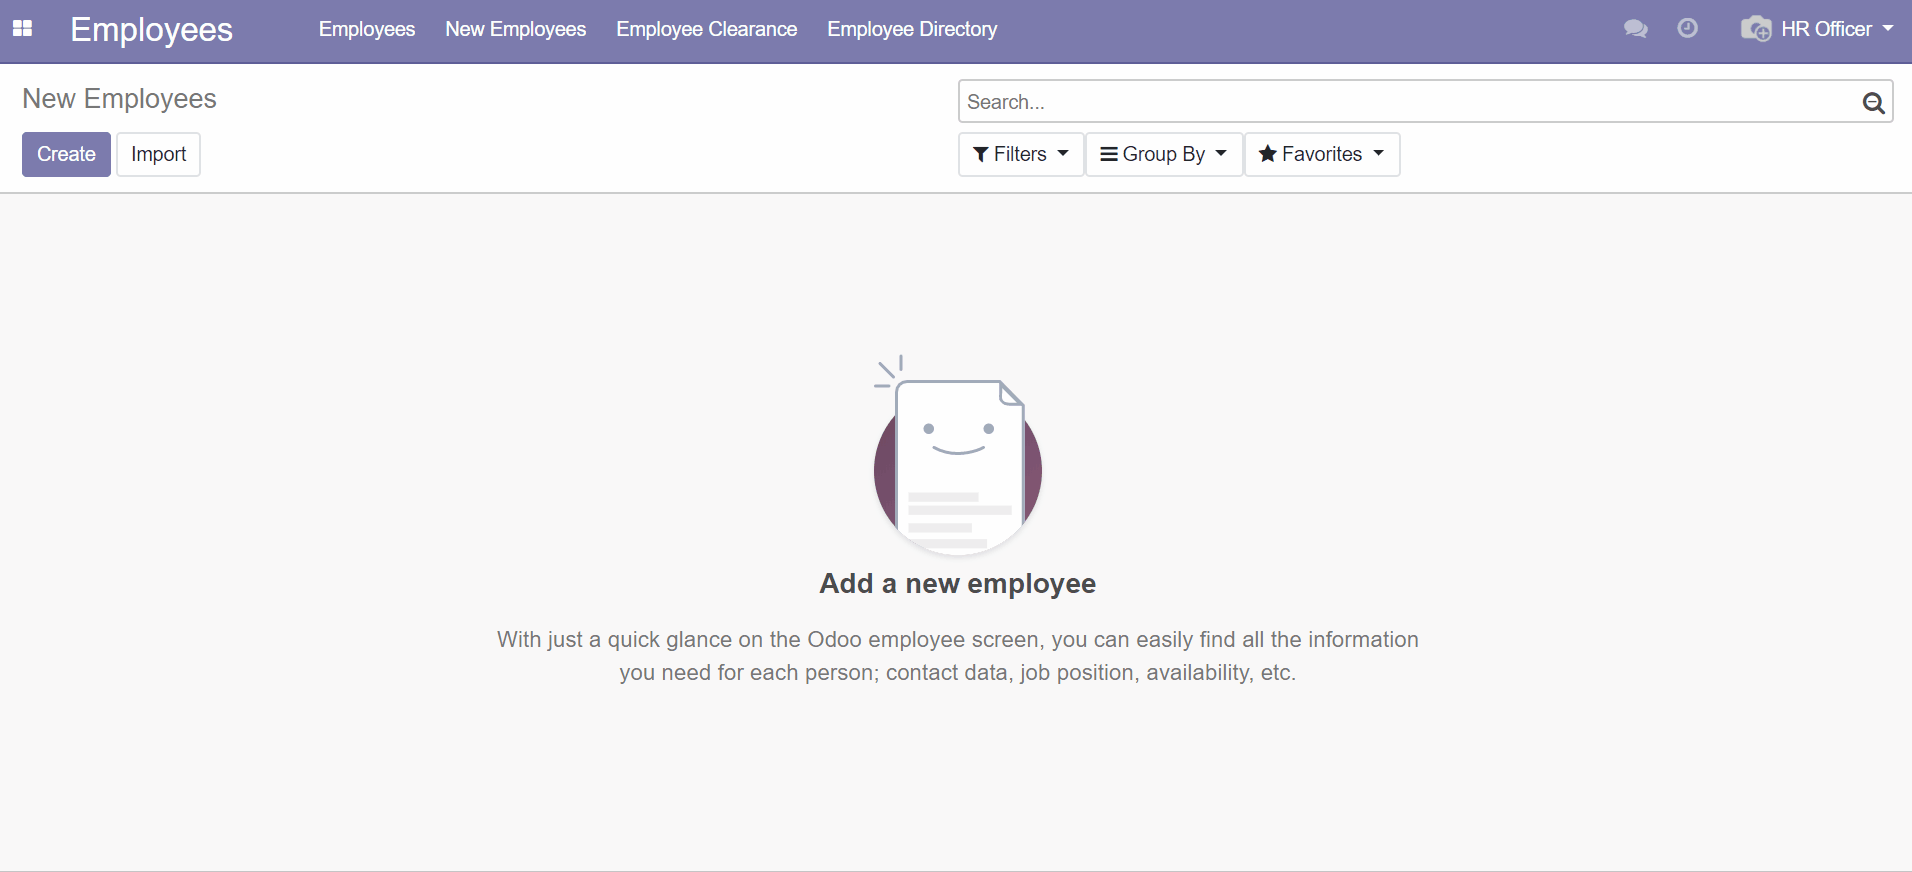 Employees
Employees New Employees Employee Clearance Employee Directory
HR Officer
New Employees
Search...
Create Import
Filters Group By Favorites
Add a new employee
With just a quick glance on the Odoo employee screen, you can easily find all the information
you need for each person; contact data, job position, availability, etc.